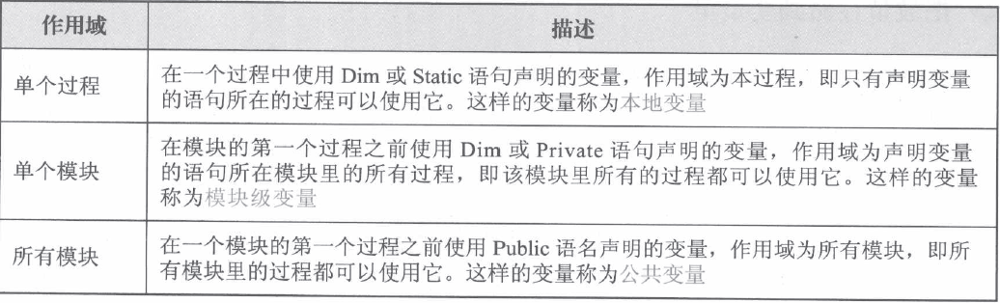 作用域
描述
单个过程
在一个过程中使用 Dim 或 Static 语句声明的变量，作用域为本过程，即只有声明变量
的语句所在的过程可以使用它。这样的变量称为本地变量
单个模块
在模块的第一个过程之前使用 Dim 或 Private 语句声明的变量，作用域为声明变量
的语句所在模块里的所有过程，即该模块里所有的过程都可以使用它。这样的变量
称为模块级变量
所有模块
在一个模块的第一个过程之前使用 Public 语名声明的变量，作用域为所有模块，即所
有模块里的过程都可以使用它。这样的变量称为公共变量